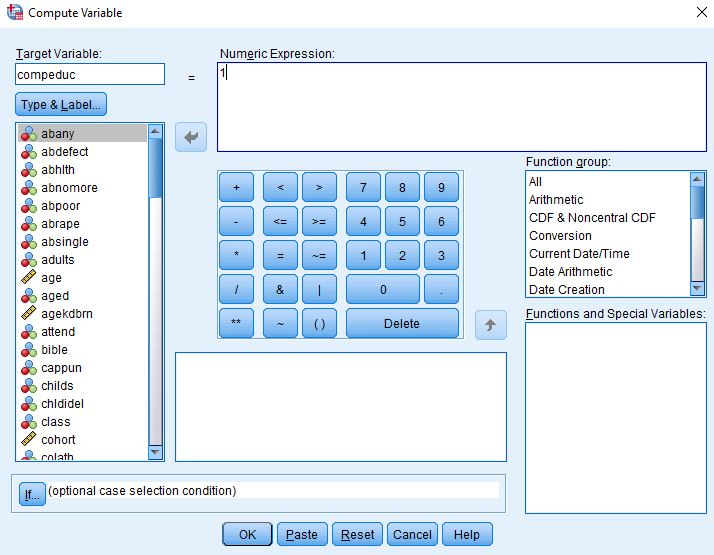 Compute Variable
Target Variable:
compeduc
=
Numeric Expression:
1
Type & Label...
abany
abdefect
abhlth
abnomore
abpoor
abrape
absingle
adults
age
aged
agekdbrn
attend
bible
cappun
childs
chldidel
class
cohort
colath
+ < > 7 8 9
- <= >= 4 5 6
* = ~= 1 2 3
/ & | 0 .
** ~ ( ) Delete
Function group:
All
Arithmetic
CDF & Noncentral CDF
Conversion
Current Date/Time
Date Arithmetic
Date Creation
Functions and Special Variables:
If... (optional case selection condition)
OK Paste Reset Cancel Help